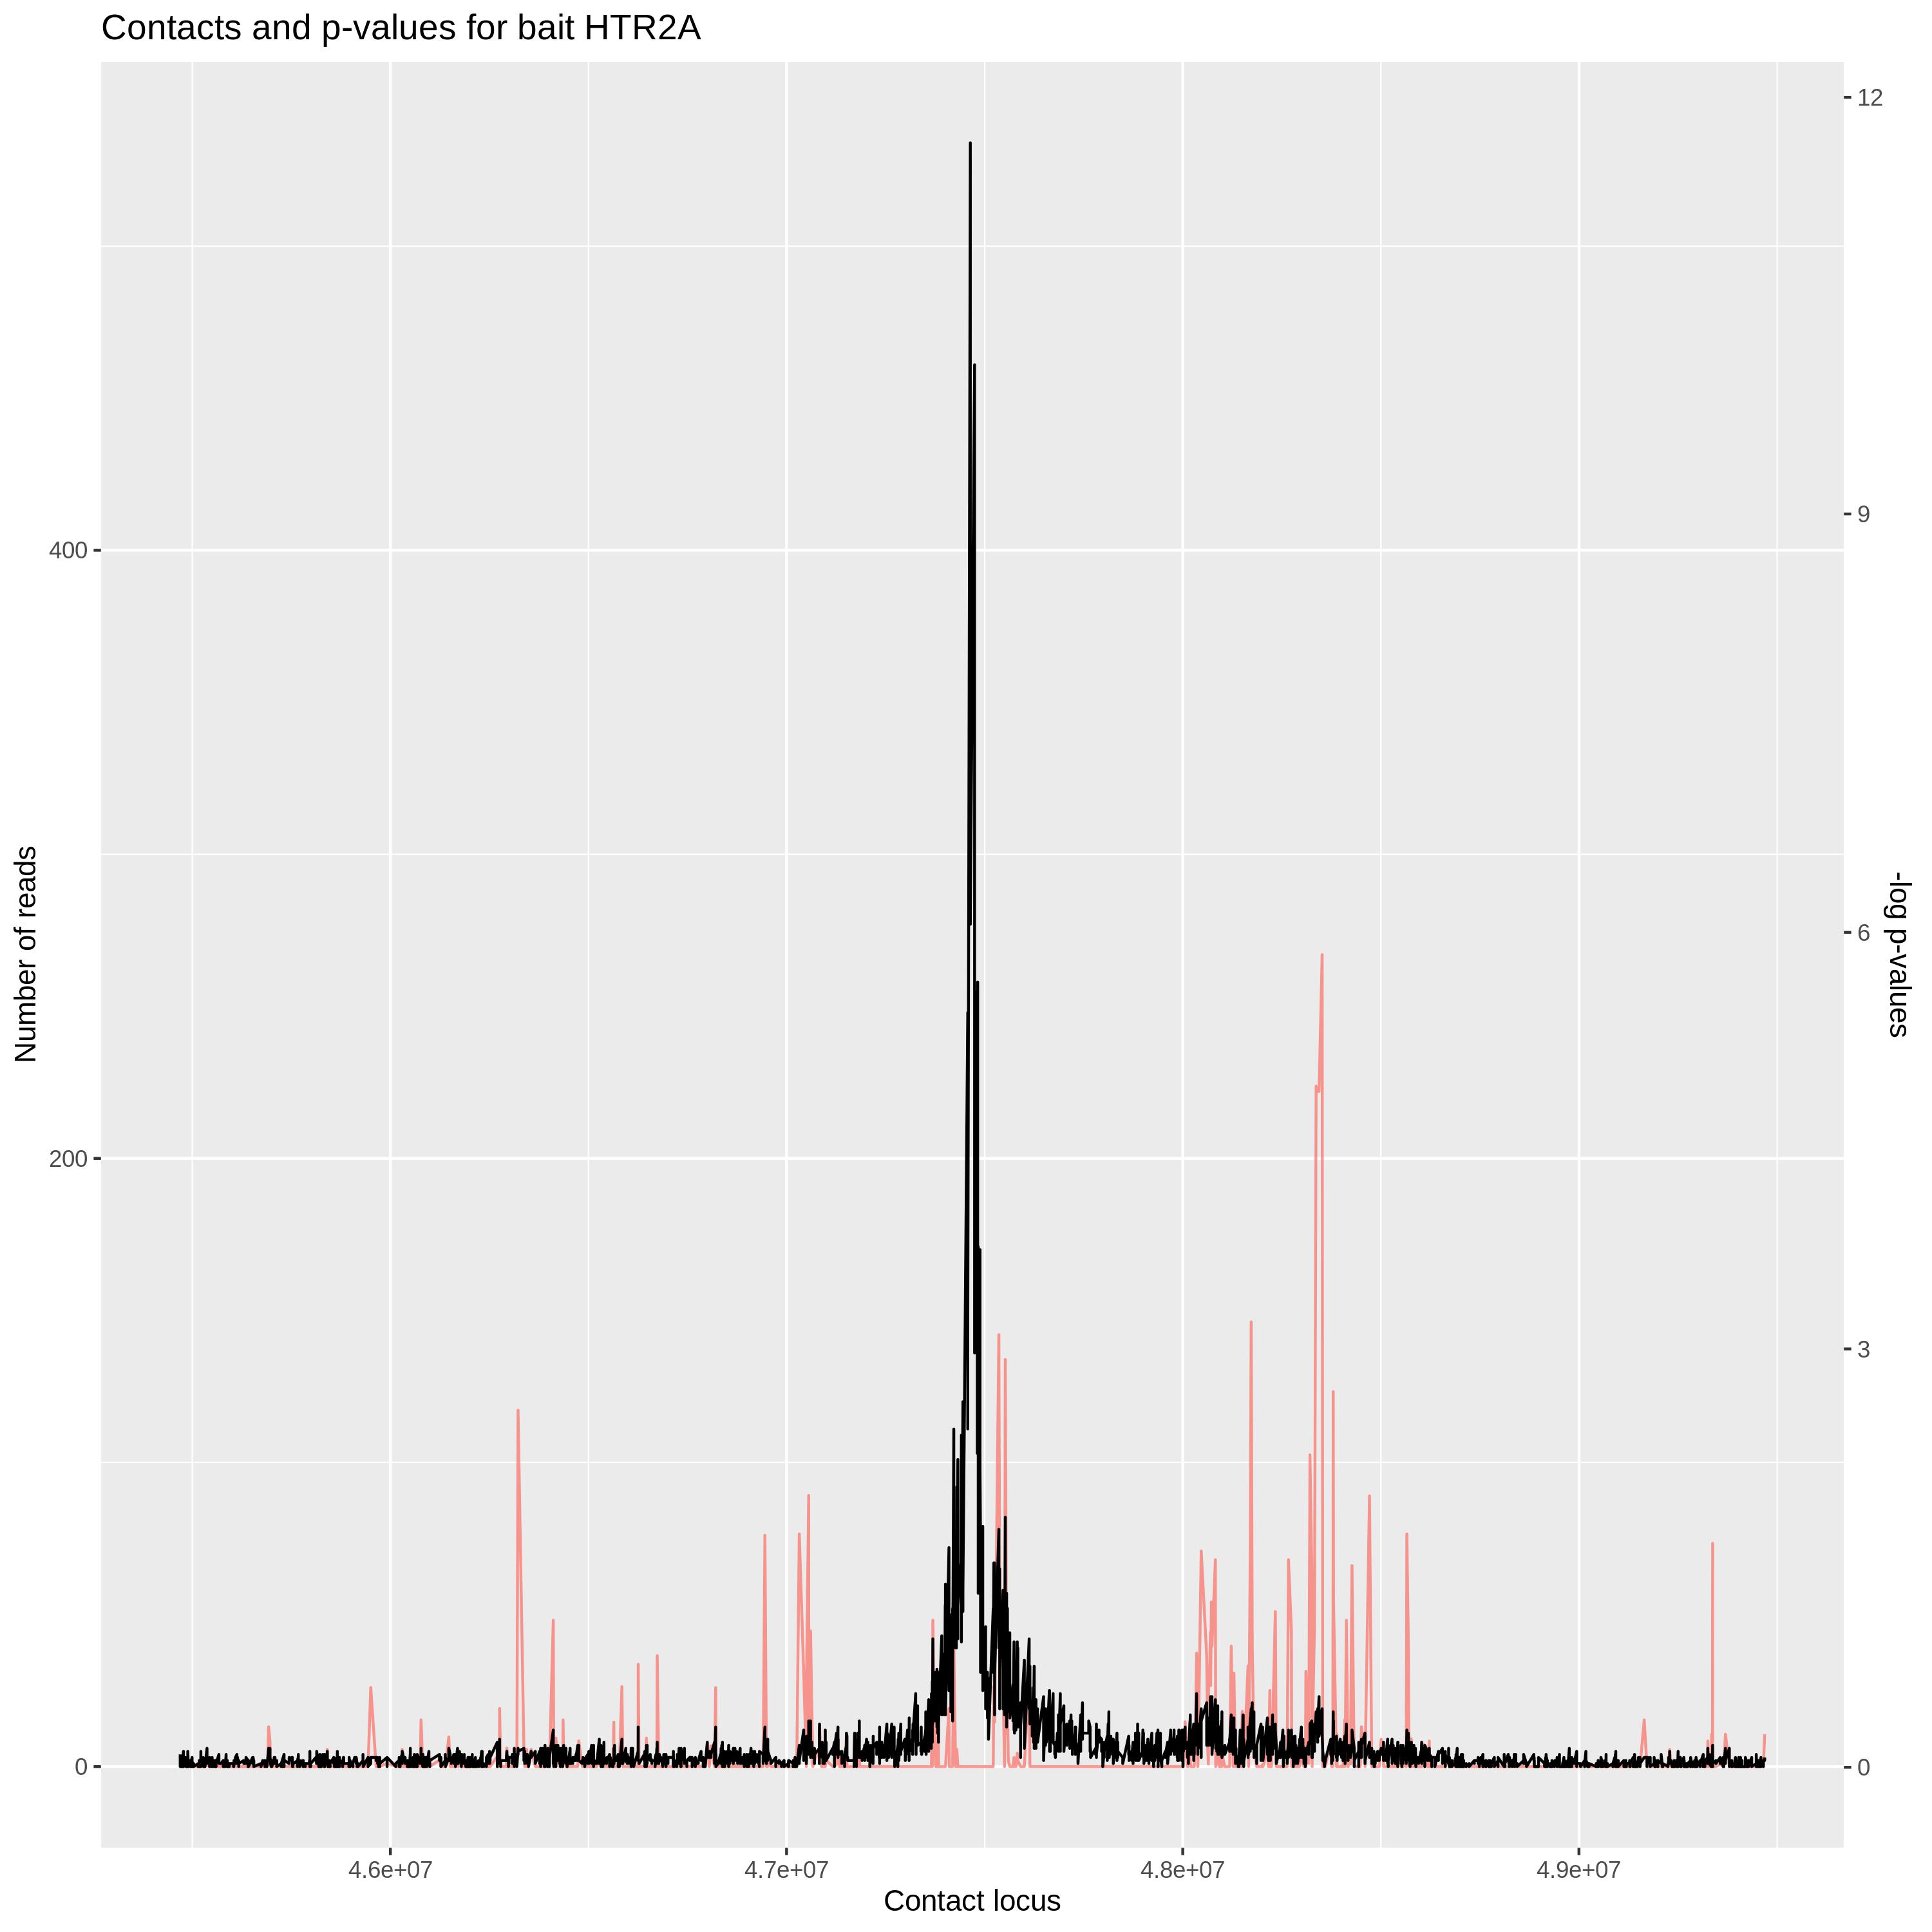 Contacts and p-values for bait HTR2A
Number of reads
400
200
0
12
9
6
3
0
-log p-values
4.6e+07
4.7e+07
4.8e+07
4.9e+07
Contact locus